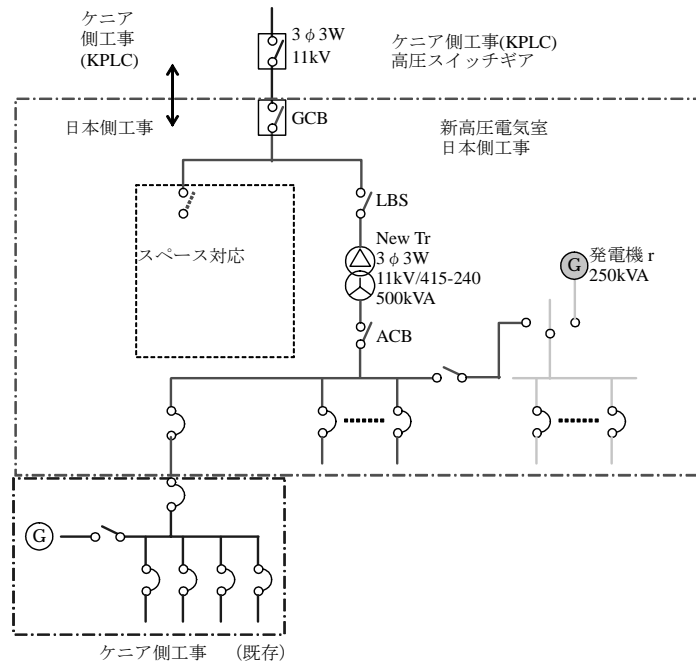 ケニア
側工事
(KPLC)
3φ3W
11kV
ケニア側工事(KPLC)
高圧スイッチギア
日本側工事
GCB
新高圧電気室
日本側工事
LBS
スペース対応
New Tr
3φ3W
11kV/415-240
500kVA
G
発電機 r
250kVA
ACB
G
ケニア側工事 (既存)